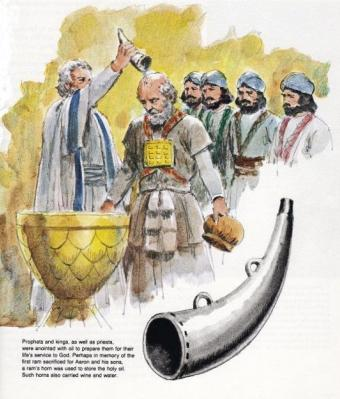 Prophets and kings, as well as priests,
were anointed with oil to prepare them for their
life's service to God. Perhaps in memory of the
first ram sacrificed for Aaron and his sons,
a ram's horn was used to store the holy oil.
Such horns also carried wine and water.